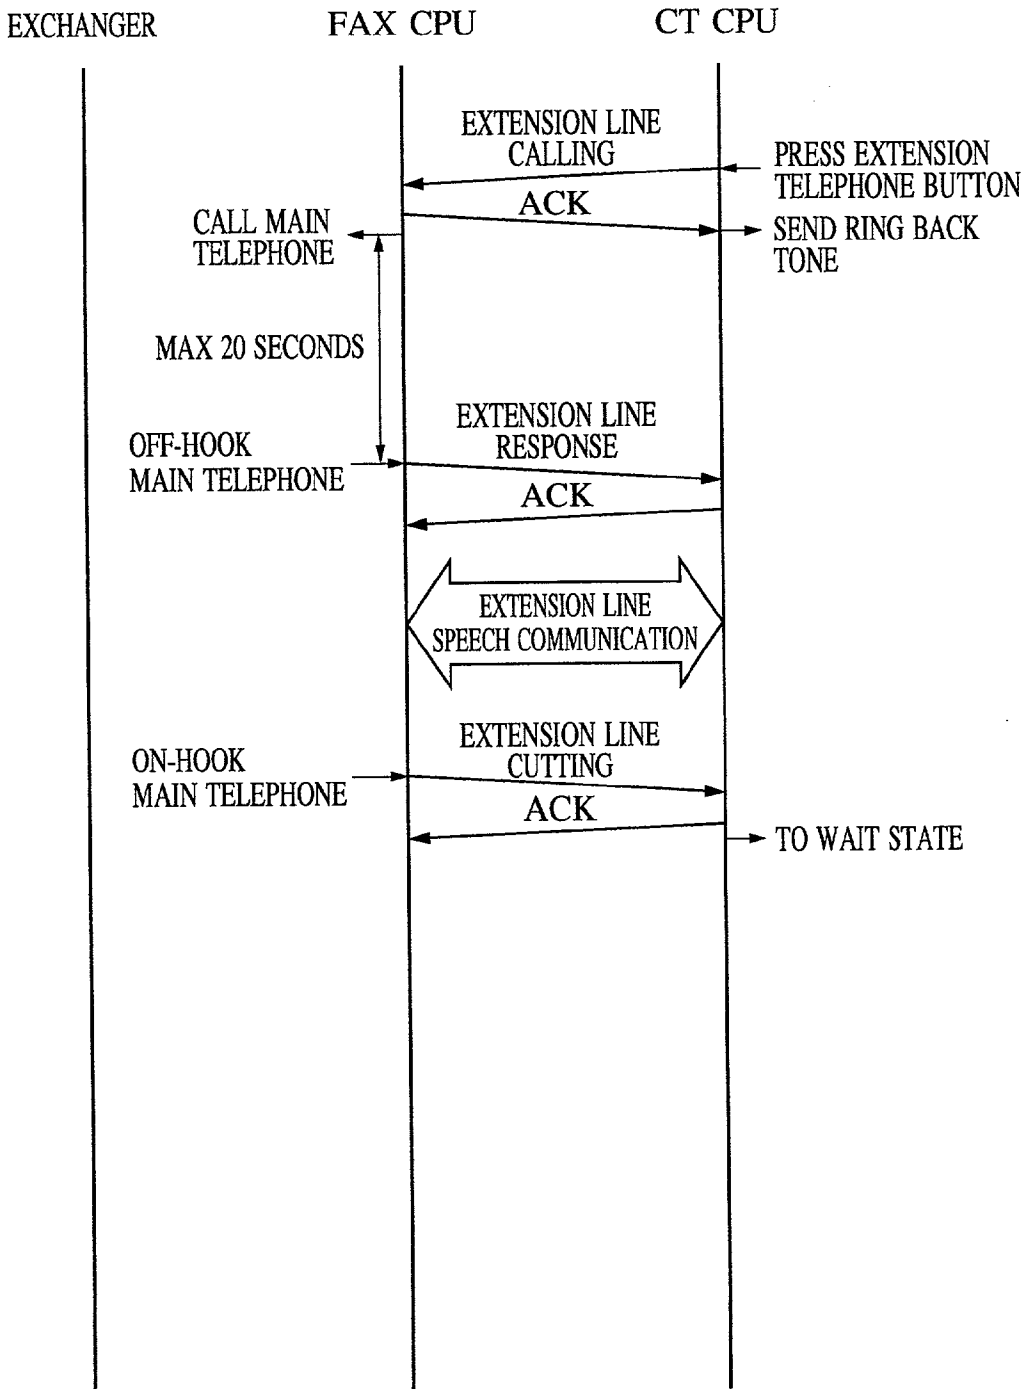 EXCHANGER
FAX CPU
CT CPU
EXTENSION LINE
CALLING
PRESS EXTENSION
TELEPHONE BUTTON
ACK
CALL MAIN
TELEPHONE
SEND RING BACK
TONE
MAX 20 SECONDS
EXTENSION LINE
RESPONSE
OFF-HOOK
MAIN TELEPHONE
ACK
EXTENSION LINE
SPEECH COMMUNICATION
EXTENSION LINE
CUTTING
ON-HOOK
MAIN TELEPHONE
ACK
TO WAIT STATE